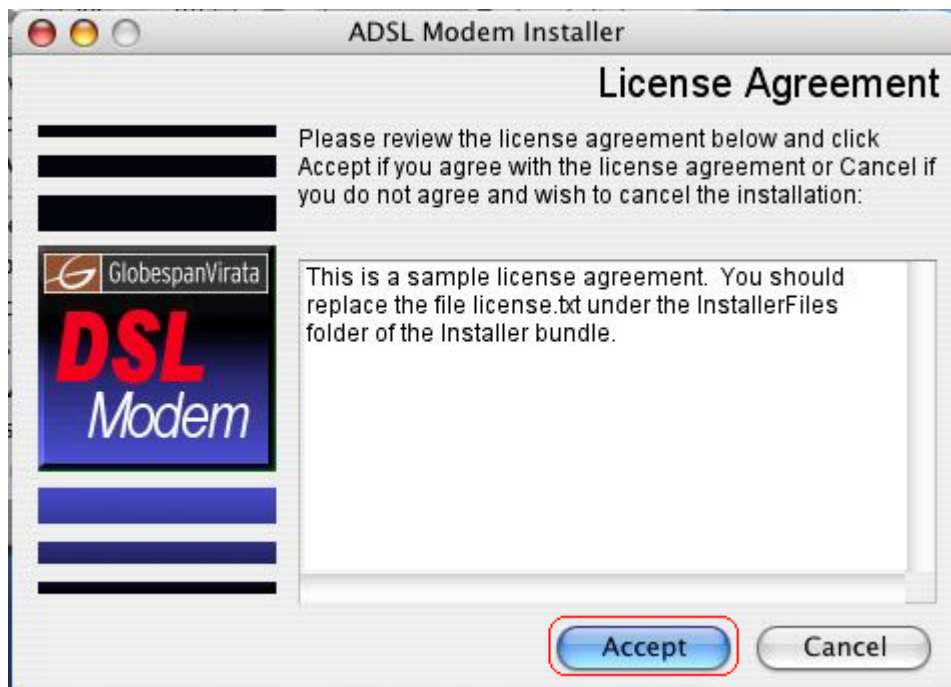 ADSL Modem Installer
License Agreement
Please review the license agreement below and click
Accept if you agree with the license agreement or Cancel if
you do not agree and wish to cancel the installation:
GlobespanVirata
DSL
Modem
This is a sample license agreement.  You should
replace the file license.txt under the InstallerFiles
folder of the Installer bundle.
Accept
Cancel